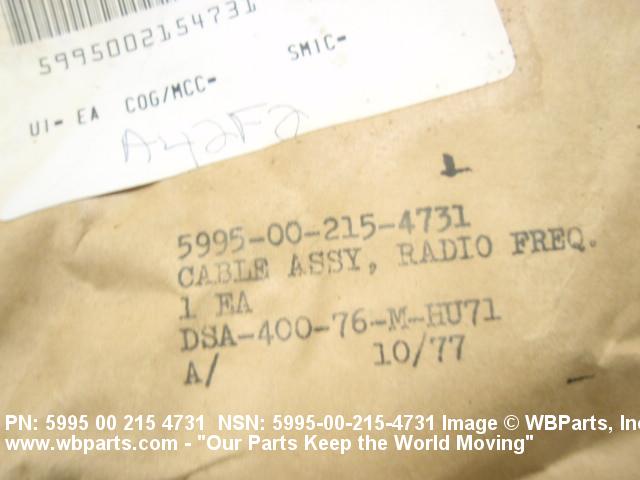 5995002154731
UI- EA COG/MCC- SMIC-
A42F2
5995-00-215-4731
CABLE ASSY, RADIO FREQ.
1 EA
DSA-400-76-M-HU71
A/ 10/77
PN: 5995 00 215 4731 NSN: 5995-00-215-4731 Image © WBParts, Inc
www.wbparts.com - "Our Parts Keep the World Moving"